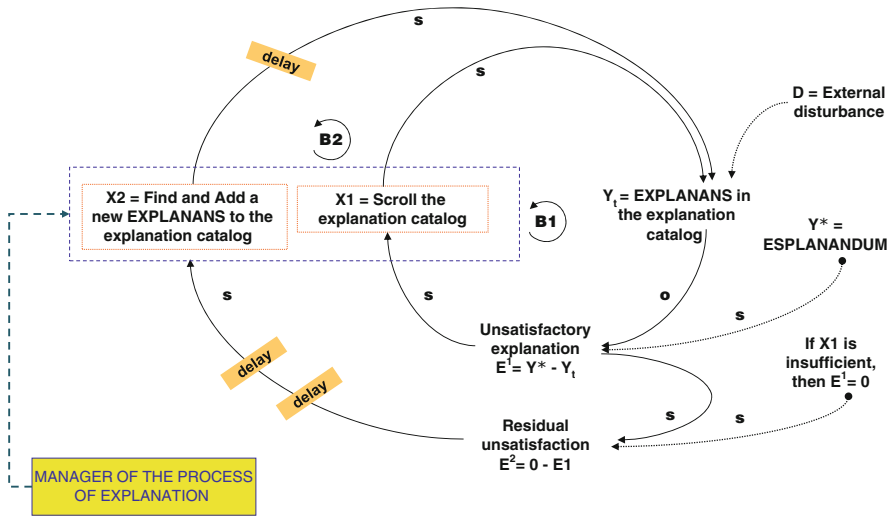 s
delay
s
D = External
disturbance
B2
X2 = Find and Add a
new EXPLANANS to the
explanation catalog
X1 = Scroll the
explanation catalog
B1
Yt = EXPLANANS in
the explanation
catalog
Y* =
ESPLANANDUM
s
s
o
s
Unsatisfactory
explanation
E¹= Y* - Yt
If X1 is
insufficient,
then E¹= 0
delay
delay
s
s
Residual
unsatisfaction
E²= 0 - E1
MANAGER OF THE PROCESS
OF EXPLANATION